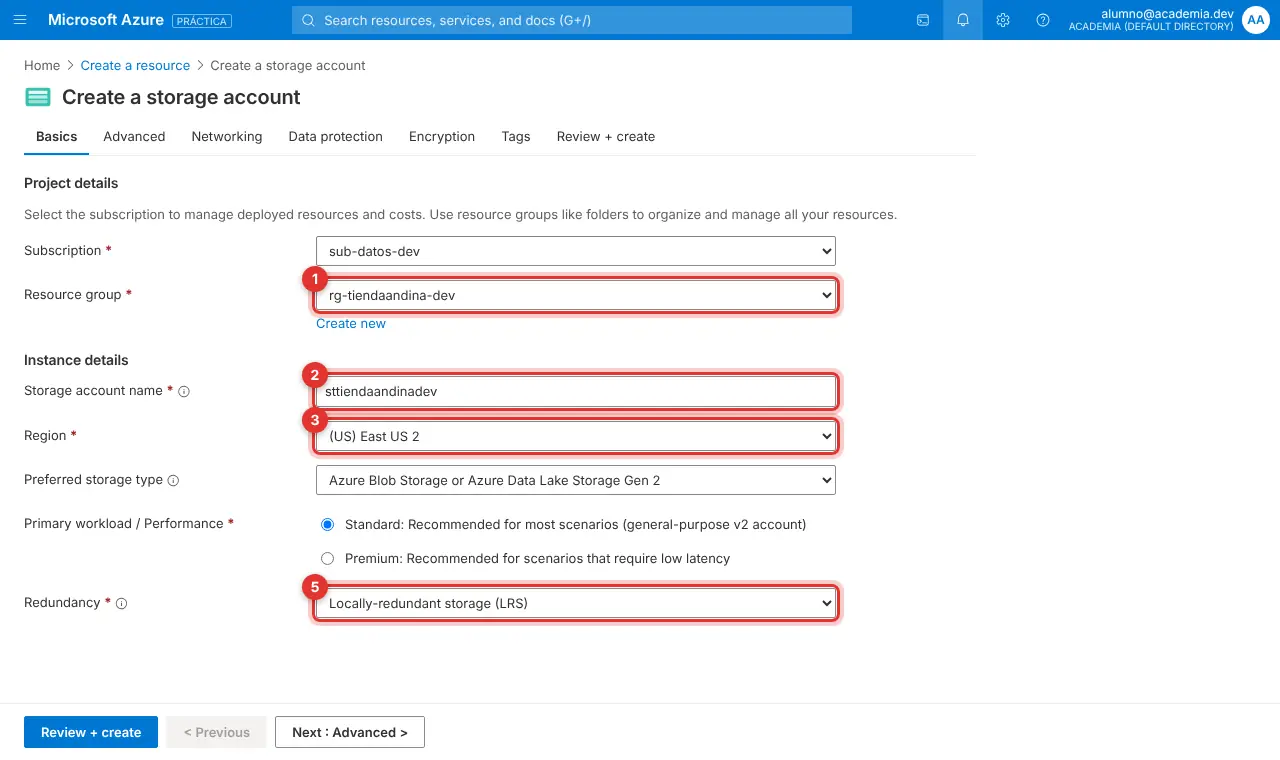 Microsoft Azure PRÁCTICA Search resources, services, and docs (G+/) alumno@academia.dev
ACADEMIA (DEFAULT DIRECTORY) AA
Home > Create a resource > Create a storage account
Create a storage account
Basics Advanced Networking Data protection Encryption Tags Review + create
Project details
Select the subscription to manage deployed resources and costs. Use resource groups like folders to organize and manage all your resources.
Subscription * sub-datos-dev
1
Resource group * rg-tiendaandina-dev
Create new
Instance details
2
Storage account name * sttiendaandinadev
3
Region * (US) East US 2
Preferred storage type Azure Blob Storage or Azure Data Lake Storage Gen 2
Primary workload / Performance * Standard: Recommended for most scenarios (general-purpose v2 account)
Premium: Recommended for scenarios that require low latency
5
Redundancy * Locally-redundant storage (LRS)
Review + create < Previous Next : Advanced >